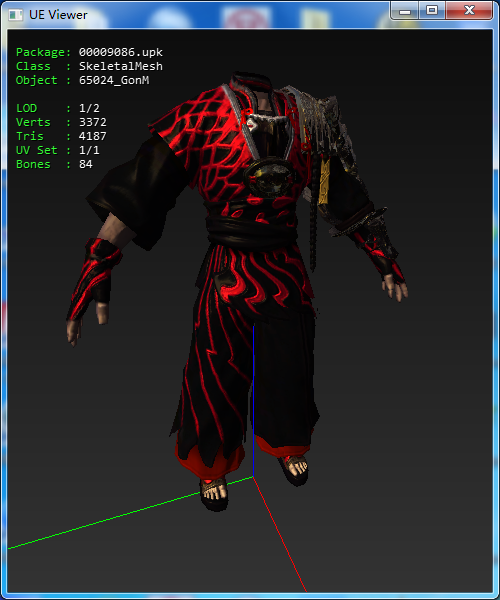 UE Viewer
Package: 00009086.upk
Class : SkeletalMesh
Object : 65024_GonM
LOD : 1/2
Verts : 3372
Tris : 4187
UV Set : 1/1
Bones : 84